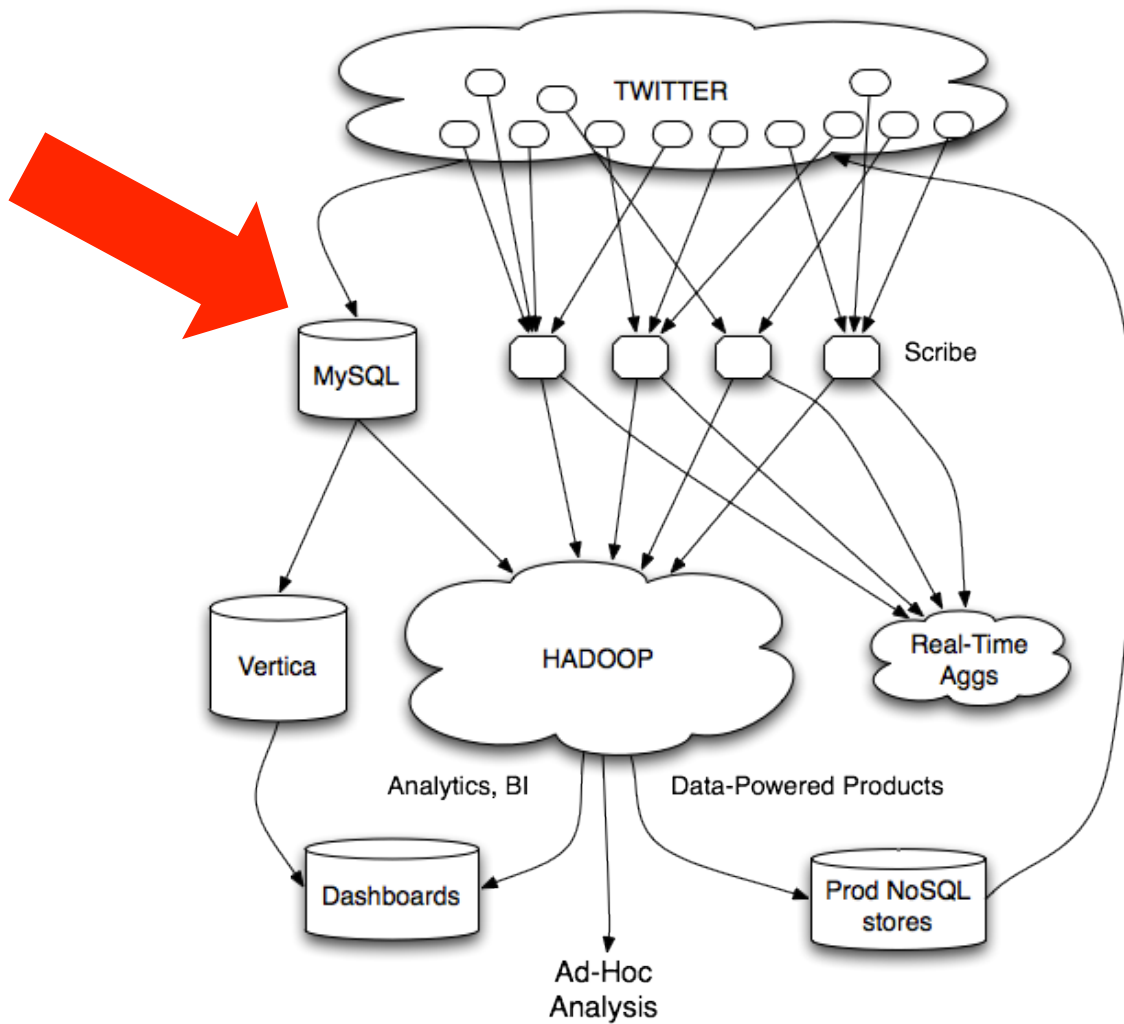 TWITTER
MySQL
Scribe
Vertica
HADOOP
Real-Time
Aggs
Analytics, BI
Data-Powered Products
Dashboards
Prod NoSQL
stores
Ad-Hoc
Analysis